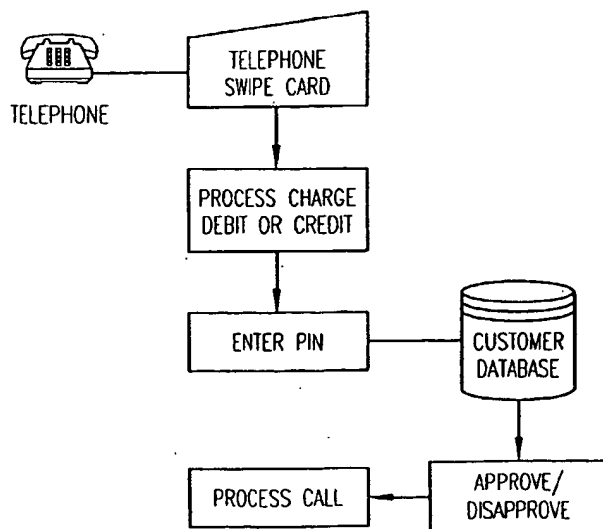 TELEPHONE
TELEPHONE
SWIPE CARD
PROCESS CHARGE
DEBIT OR CREDIT
ENTER PIN
CUSTOMER
DATABASE
PROCESS CALL
APPROVE/
DISAPPROVE